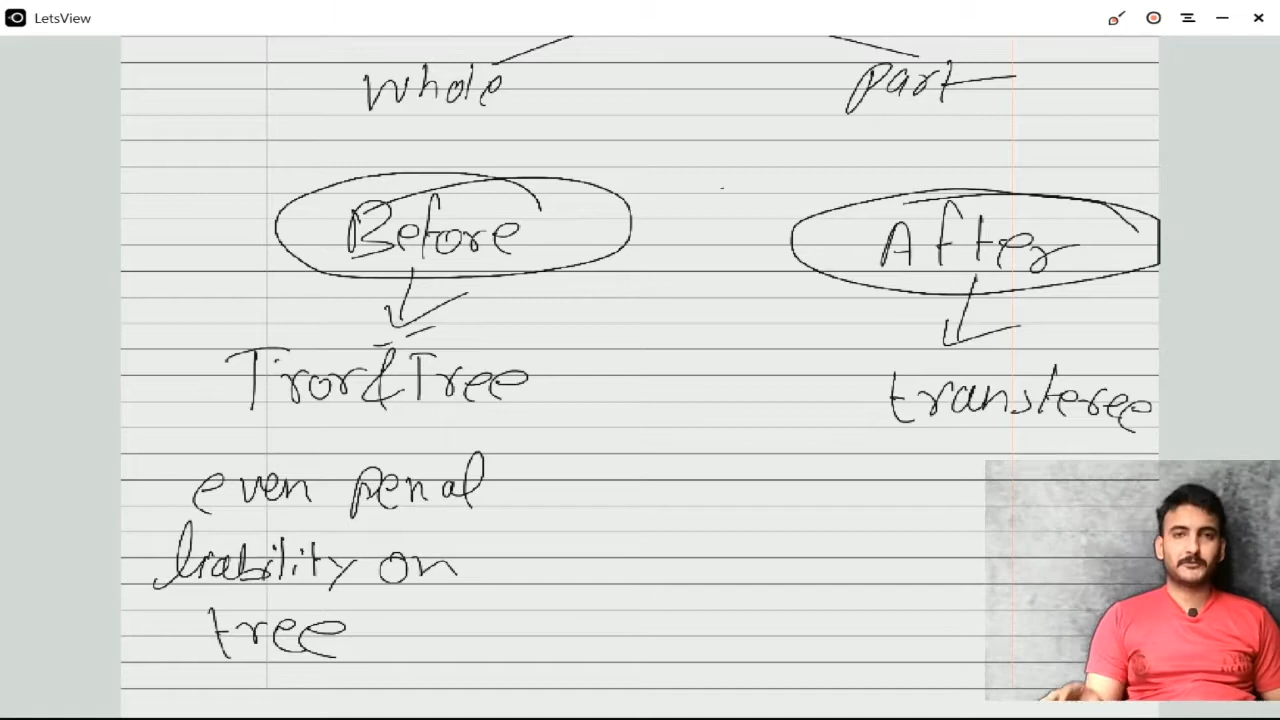 LetsView
whole part
Before After
Tror & Tree transferee
even penal
liability on
tree